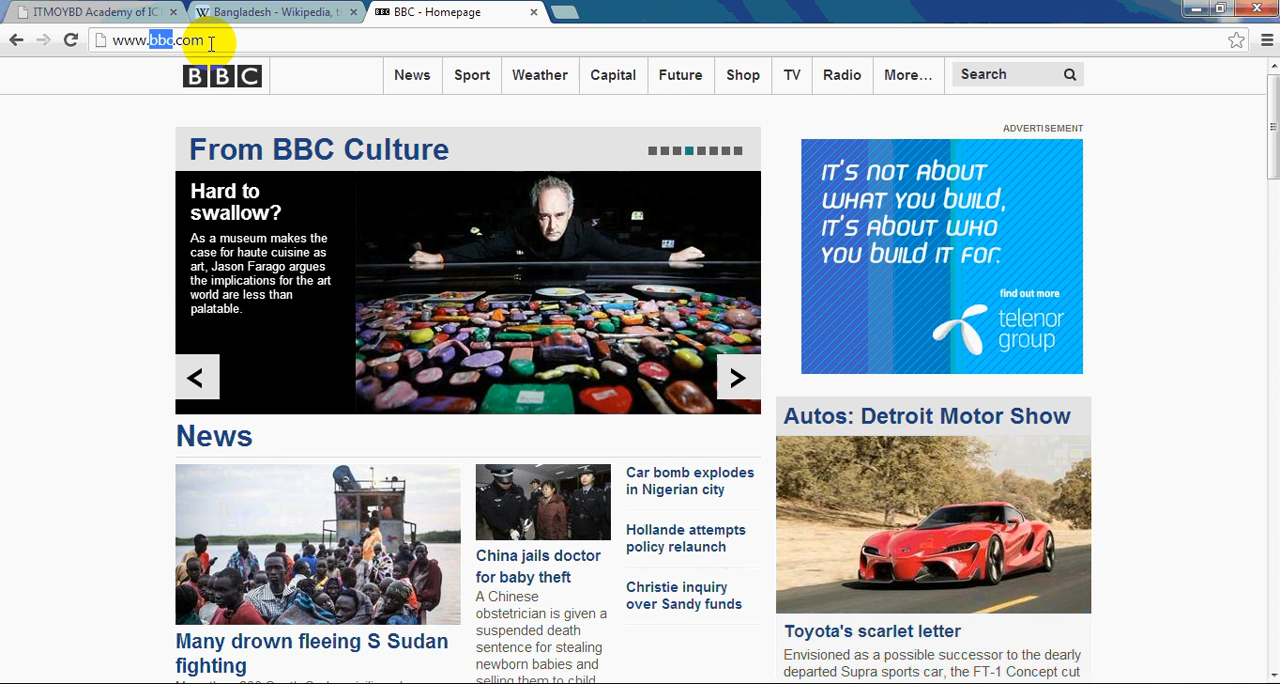 ITMOYBD Academy of ICT
Bangladesh - Wikipedia, t
BBC - Homepage
www.bbc.com
BBC
News
Sport
Weather
Capital
Future
Shop
TV
Radio
More...
Search
From BBC Culture
Hard to
swallow?
As a museum makes the
case for haute cuisine as
art, Jason Farago argues
the implications for the art
world are less than
palatable.
ADVERTISEMENT
IT'S NOT ABOUT
WHAT YOU BUILD,
IT'S ABOUT WHO
YOU BUILD IT FOR.
find out more
telenor
group
News
Many drown fleeing S Sudan
fighting
China jails doctor
for baby theft
A Chinese
obstetrician is given a
suspended death
sentence for stealing
newborn babies and
selling them to child
Car bomb explodes
in Nigerian city
Hollande attempts
policy relaunch
Christie inquiry
over Sandy funds
Autos: Detroit Motor Show
Toyota's scarlet letter
Envisioned as a possible successor to the dearly
departed Supra sports car, the FT-1 Concept cut